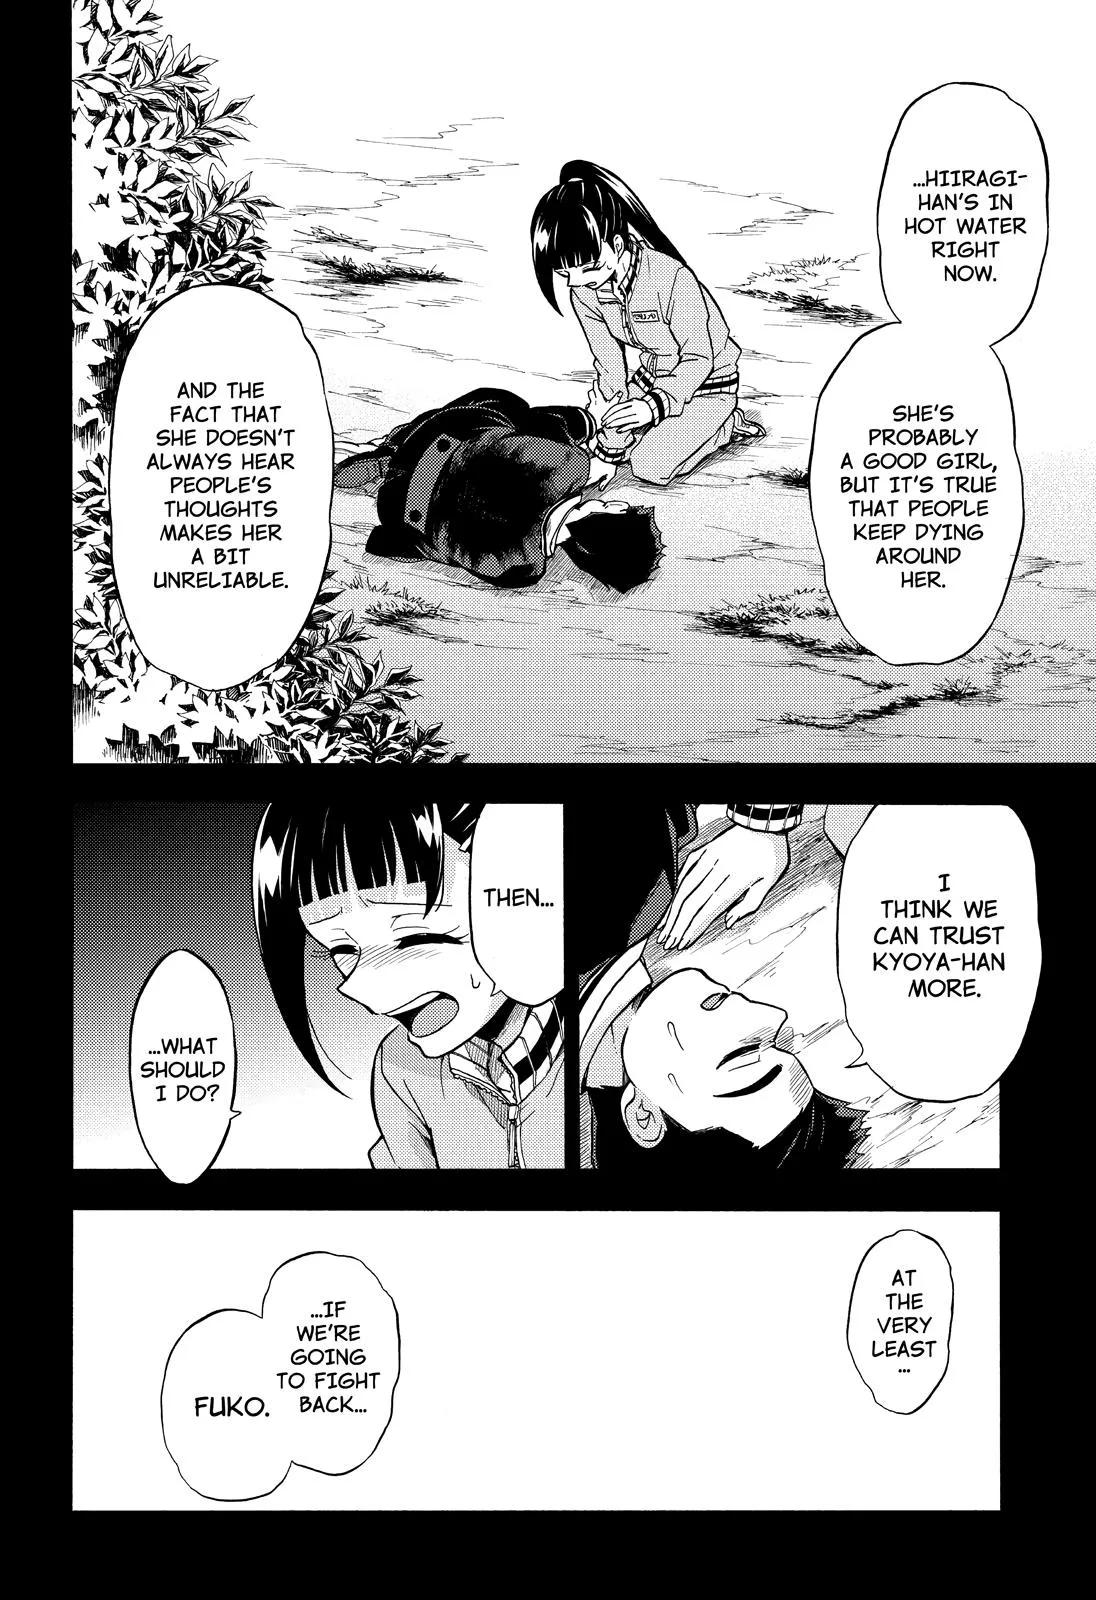 ...HIIRAGI-
HAN'S IN
HOT WATER
RIGHT
NOW.
SHE'S
PROBABLY
A GOOD GIRL,
BUT IT'S TRUE
THAT PEOPLE
KEEP DYING
AROUND
HER.
AND THE
FACT THAT
SHE DOESN'T
ALWAYS HEAR
PEOPLE'S
THOUGHTS
MAKES HER
A BIT
UNRELIABLE.
I
THINK WE
CAN TRUST
KYOYA-HAN
MORE.
THEN...
...WHAT
SHOULD
I DO?
AT
THE
VERY
LEAST
...
...IF
WE'RE
GOING
TO FIGHT
BACK...
FUKO.